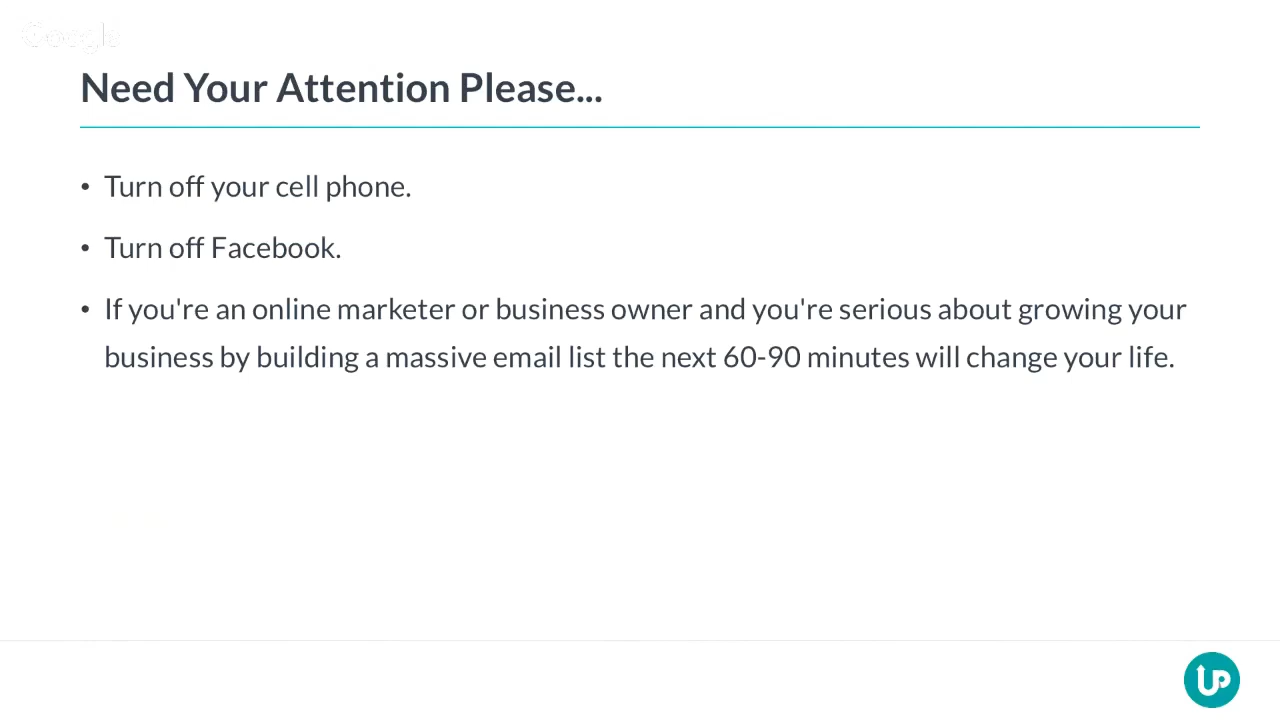 Google
Need Your Attention Please...
• Turn off your cell phone.
• Turn off Facebook.
• If you're an online marketer or business owner and you're serious about growing your
business by building a massive email list the next 60-90 minutes will change your life.
UP